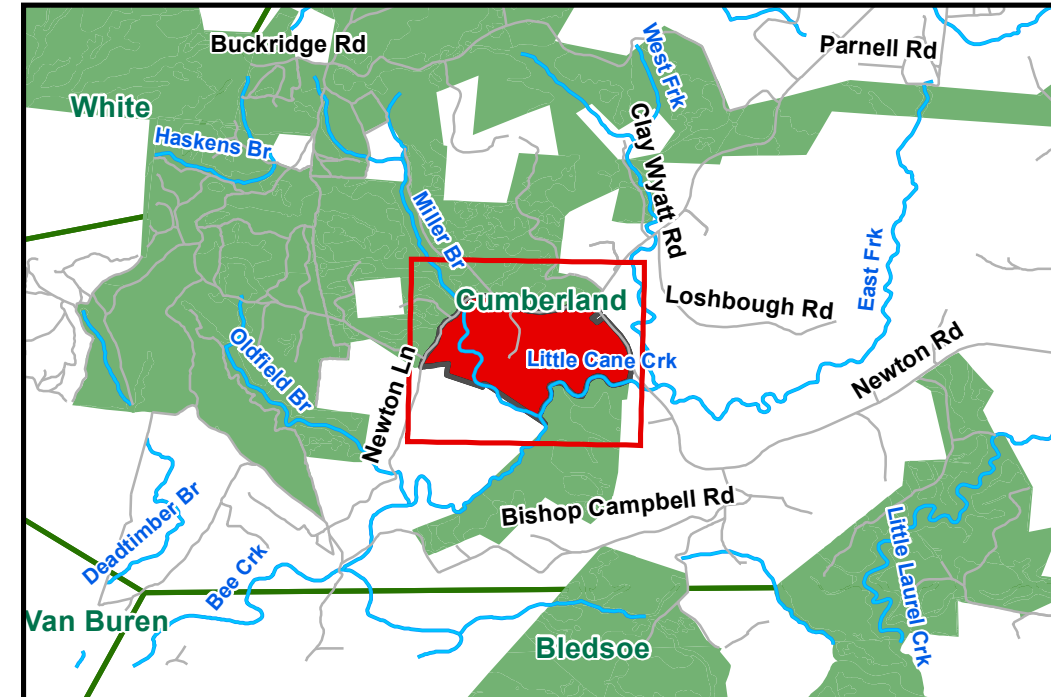 Buckridge Rd
West Frk
Parnell Rd
White
Haskens Br
Clay Wyatt Rd
Miller Br
East Frk
Cumberland
Loshbough Rd
Oldfield Br
Newton Ln
Little Cane Crk
Newton Rd
Bishop Campbell Rd
Deadtimber Br
Bee Crk
Little Laurel Crk
Van Buren
Bledsoe